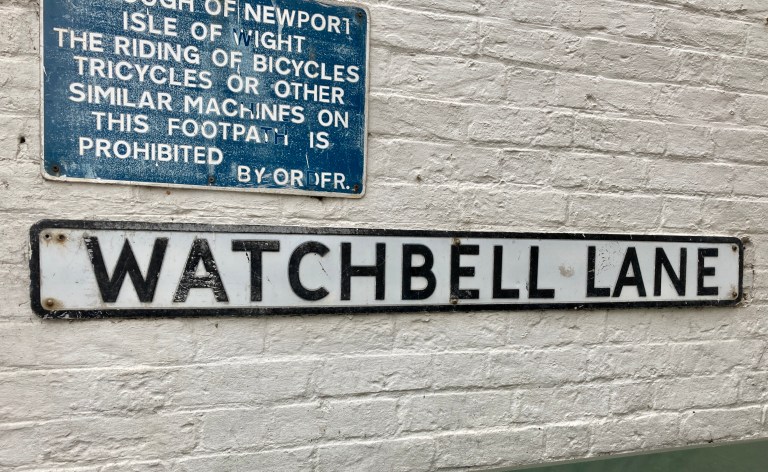 OUGH OF NEWPORT
ISLE OF WIGHT
THE RIDING OF BICYCLES
TRICYCLES OR OTHER
SIMILAR MACHINES ON
THIS FOOTPATH IS
PROHIBITED
BY ORDER.
WATCHBELL LANE